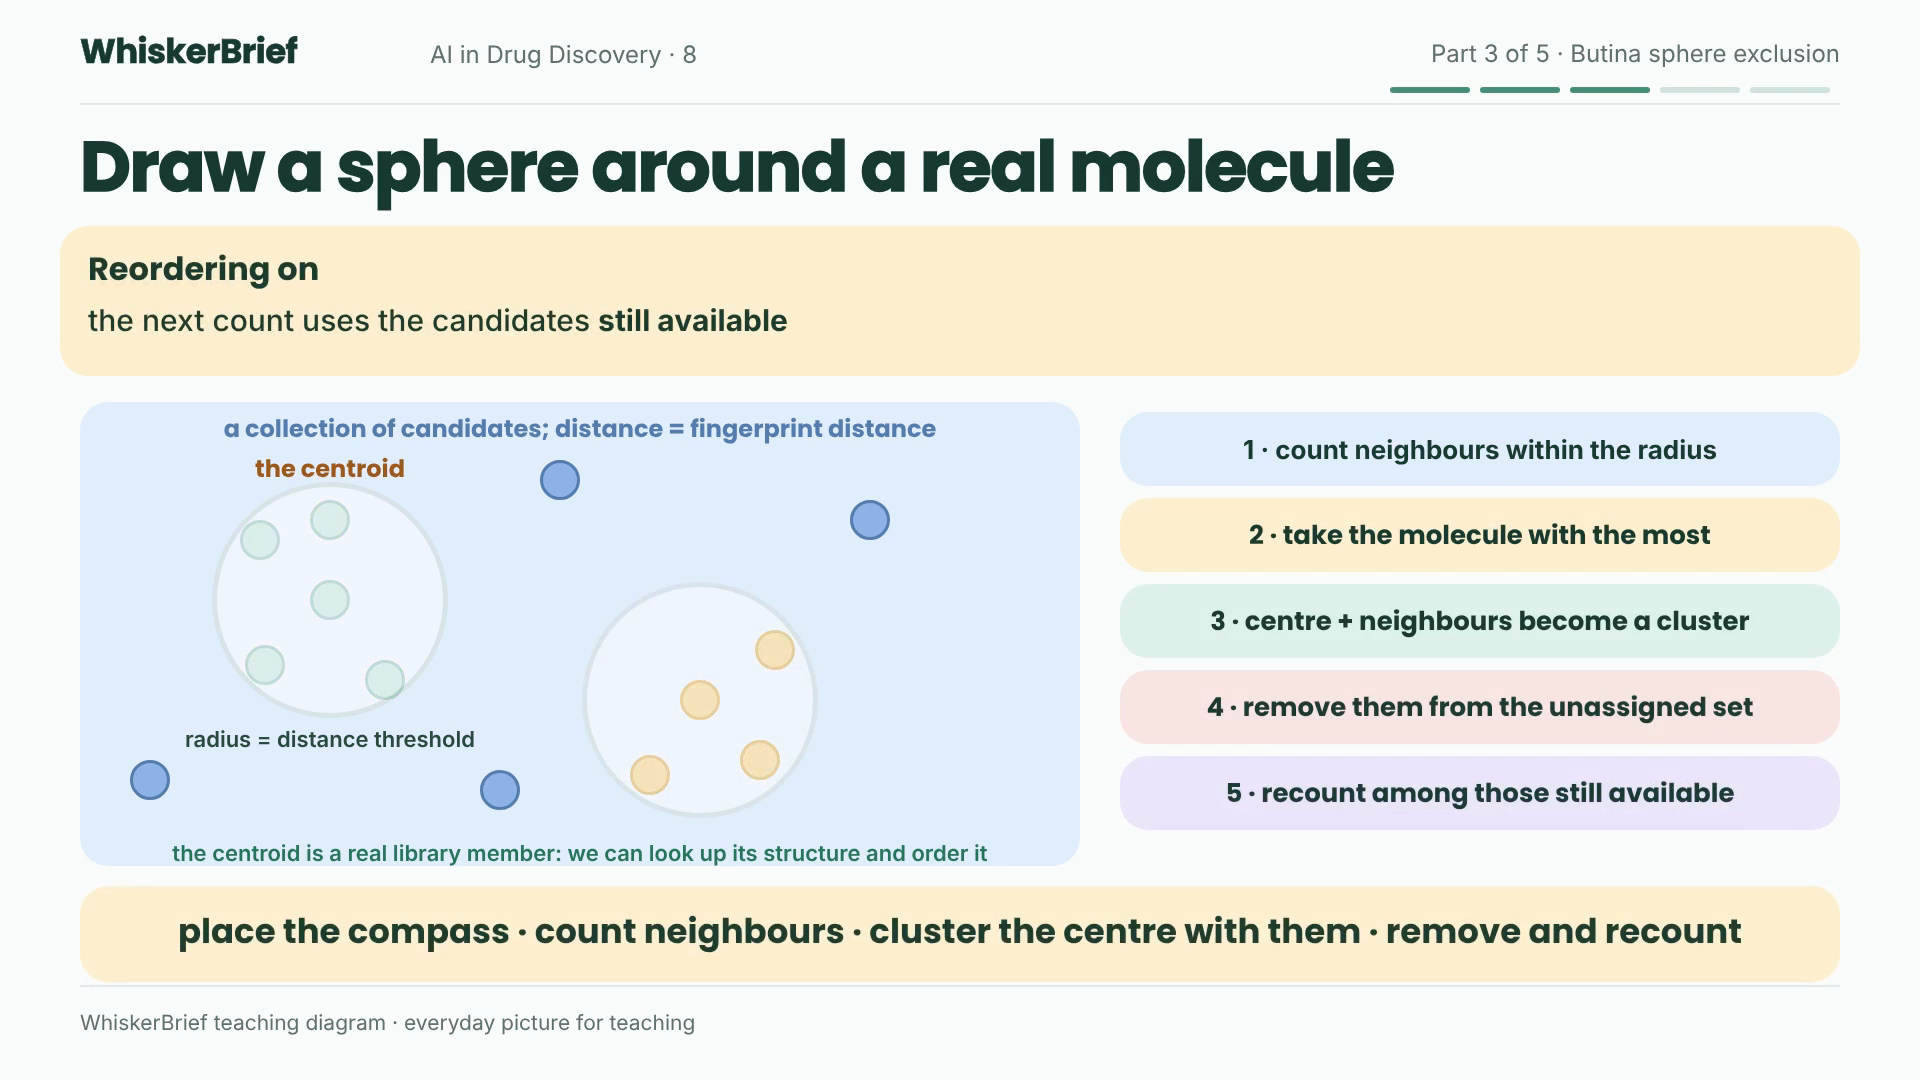 WhiskerBrief
AI in Drug Discovery · 8
Part 3 of 5 · Butina sphere exclusion
Draw a sphere around a real molecule
Reordering on
the next count uses the candidates still available
a collection of candidates; distance = fingerprint distance
the centroid
radius = distance threshold
the centroid is a real library member: we can look up its structure and order it
1 · count neighbours within the radius
2 · take the molecule with the most
3 · centre + neighbours become a cluster
4 · remove them from the unassigned set
5 · recount among those still available
place the compass · count neighbours · cluster the centre with them · remove and recount
WhiskerBrief teaching diagram · everyday picture for teaching